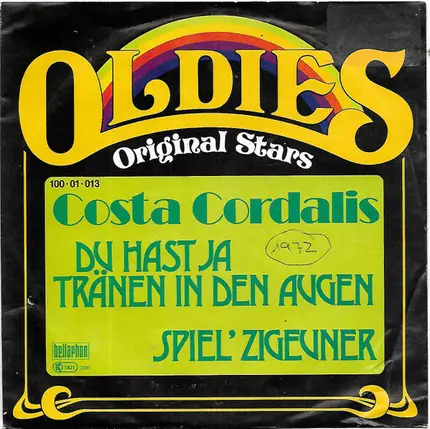 OLDIES
Original Stars
100·01·013
Costa Cordalis
1972
DU HAST JA
TRÄNEN IN DEN AUGEN
SPIEL' ZIGEUNER
bellaphon